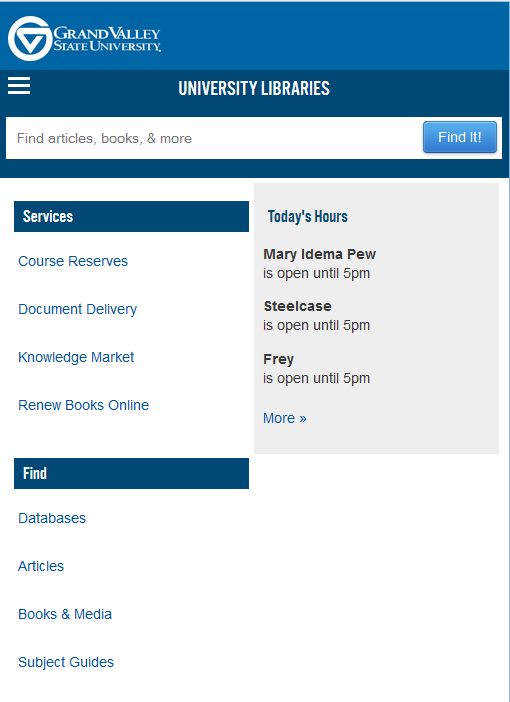 GRAND VALLEY
STATE UNIVERSITY.
UNIVERSITY LIBRARIES
Find articles, books, & more
Find It!
Services
Course Reserves
Document Delivery
Knowledge Market
Renew Books Online
Today's Hours
Mary Idema Pew
is open until 5pm
Steelcase
is open until 5pm
Frey
is open until 5pm
More »
Find
Databases
Articles
Books & Media
Subject Guides